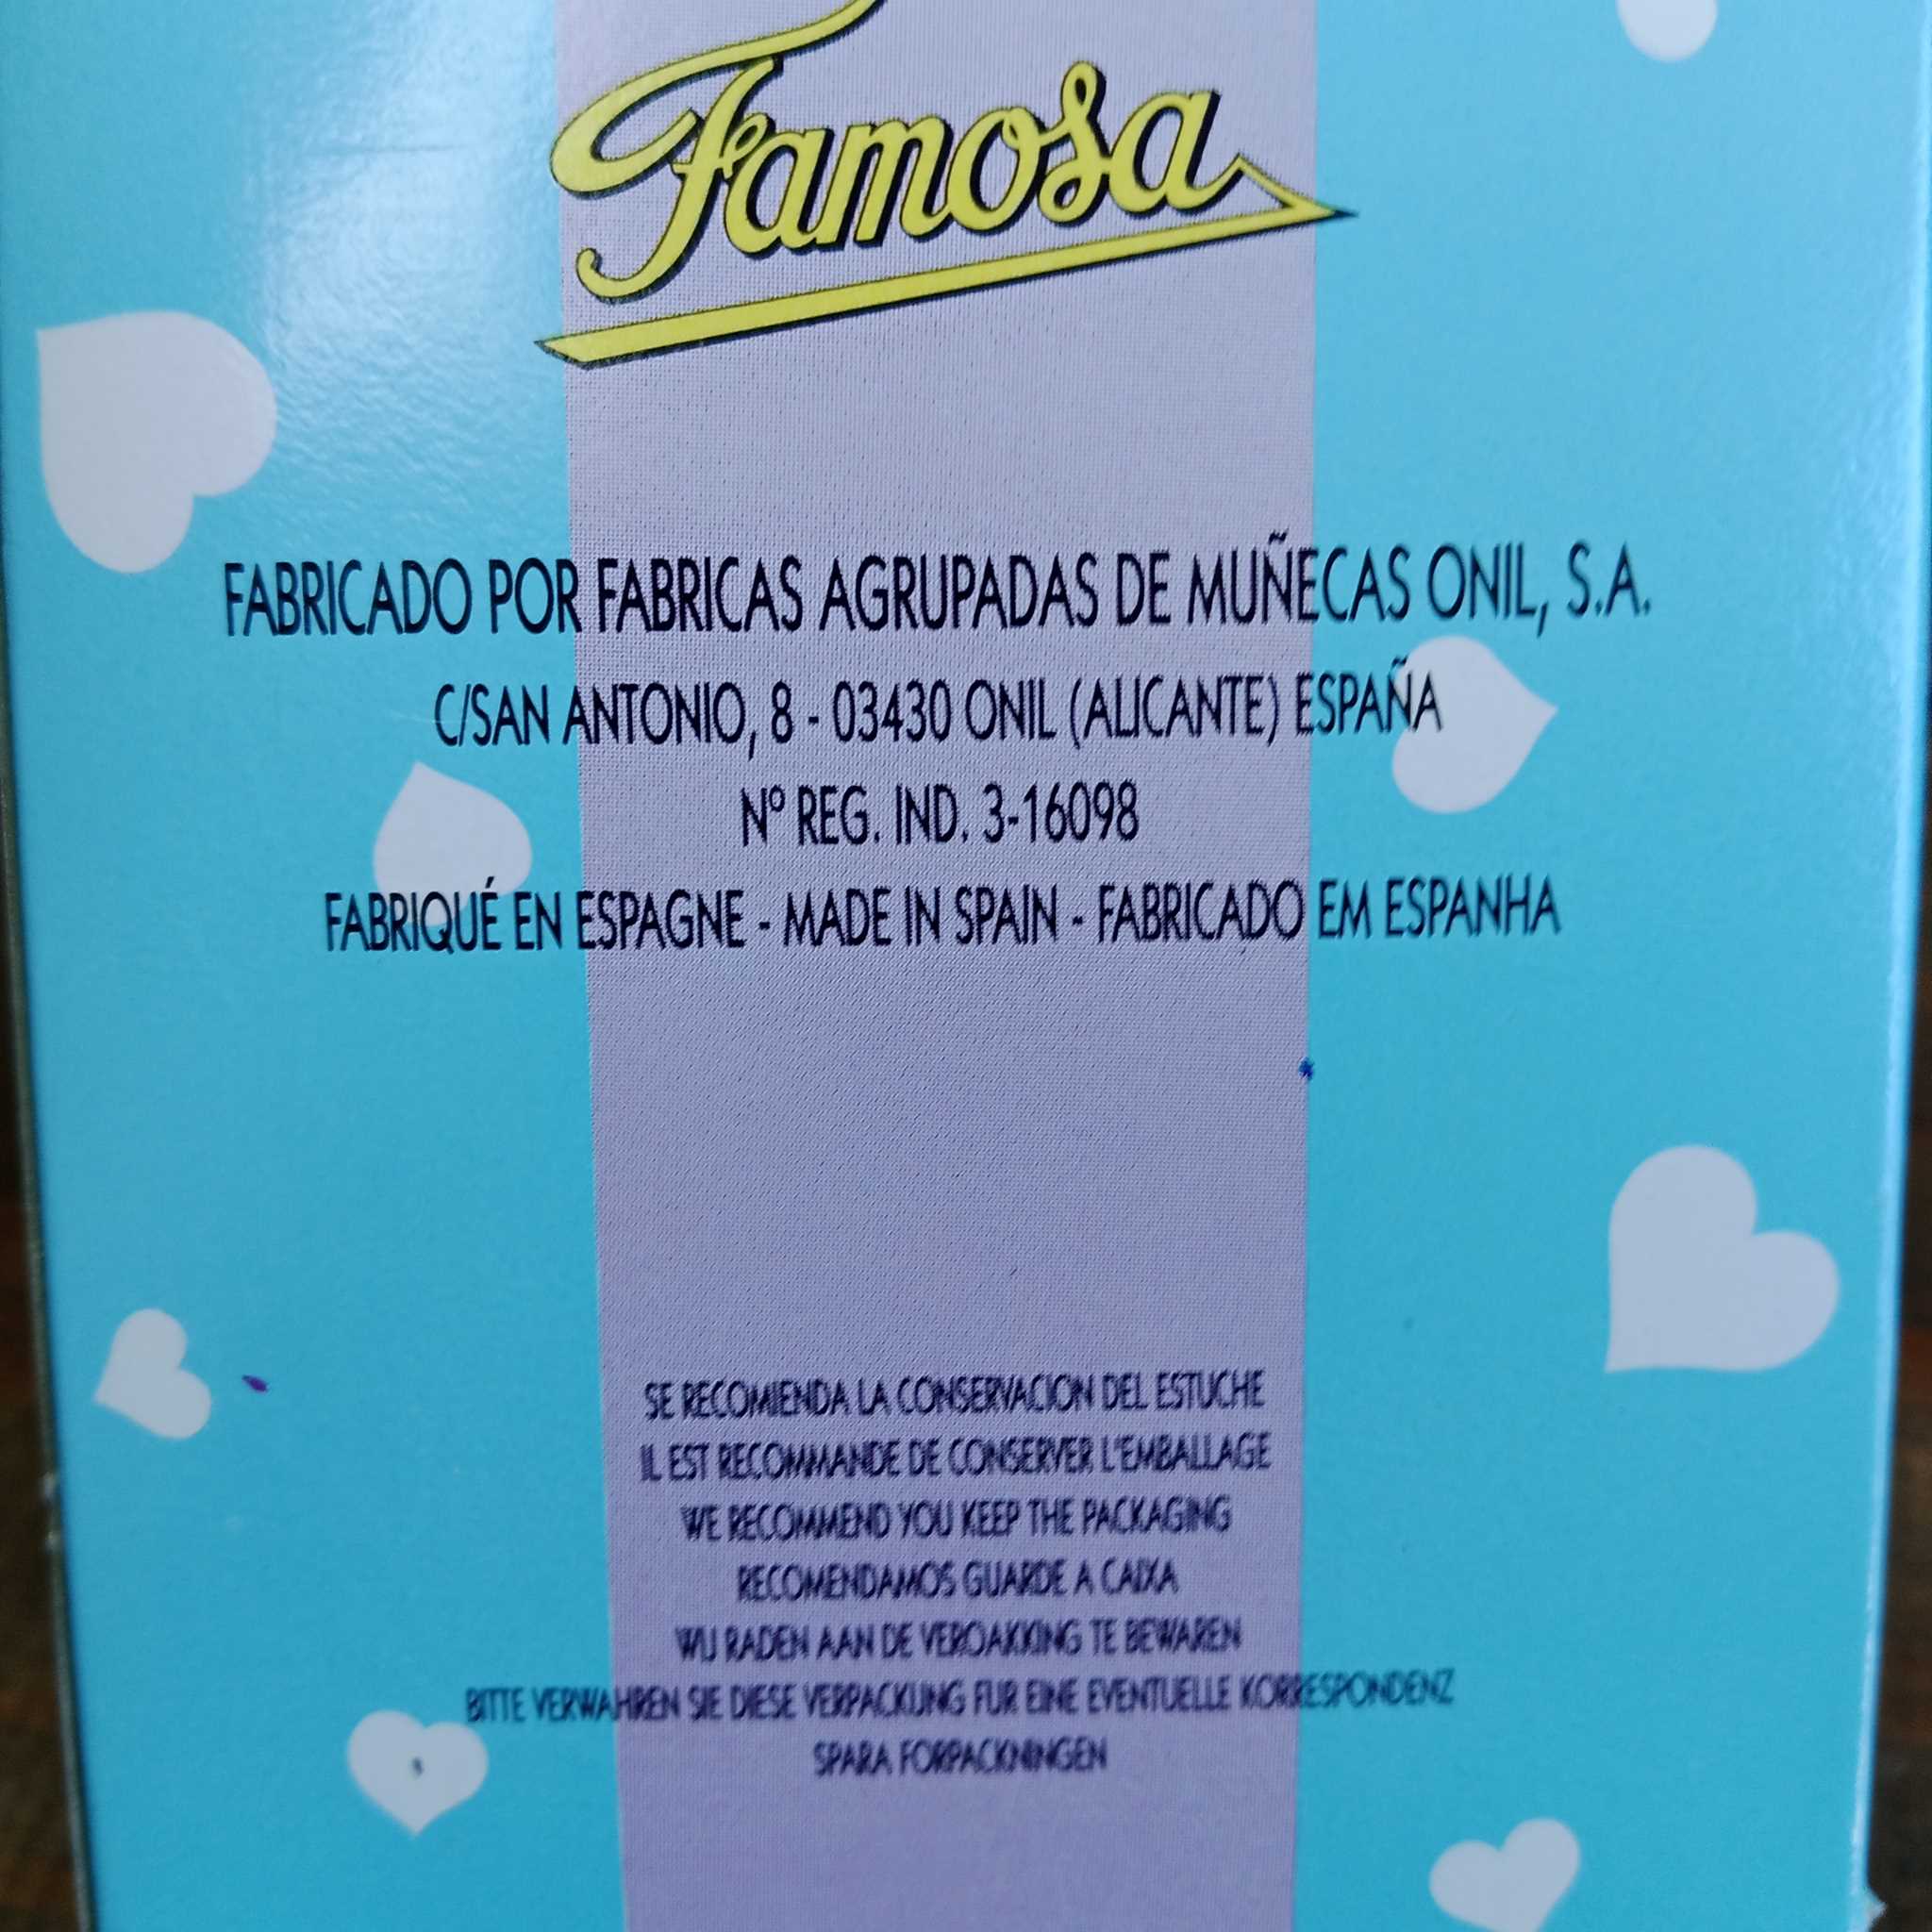 Famosa
FABRICADO POR FABRICAS AGRUPADAS DE MUÑECAS ONIL, S.A.
C/SAN ANTONIO, 8 - 03430 ONIL (ALICANTE) ESPAÑA
Nº REG. IND. 3-16098
FABRIQUÉ EN ESPAGNE - MADE IN SPAIN - FABRICADO EM ESPANHA
SE RECOMIENDA LA CONSERVACION DEL ESTUCHE
IL EST RECOMMANDE DE CONSERVER L'EMBALLAGE
WE RECOMMEND YOU KEEP THE PACKAGING
RECOMENDAMOS GUARDE A CAIXA
WIJ RADEN AAN DE VEROAKKING TE BEWAREN
BITTE VERWAHREN SIE DIESE VERPACKUNG FUR EINE EVENTUELLE KORRESPONDENZ
SPARA FORPACKNINGEN